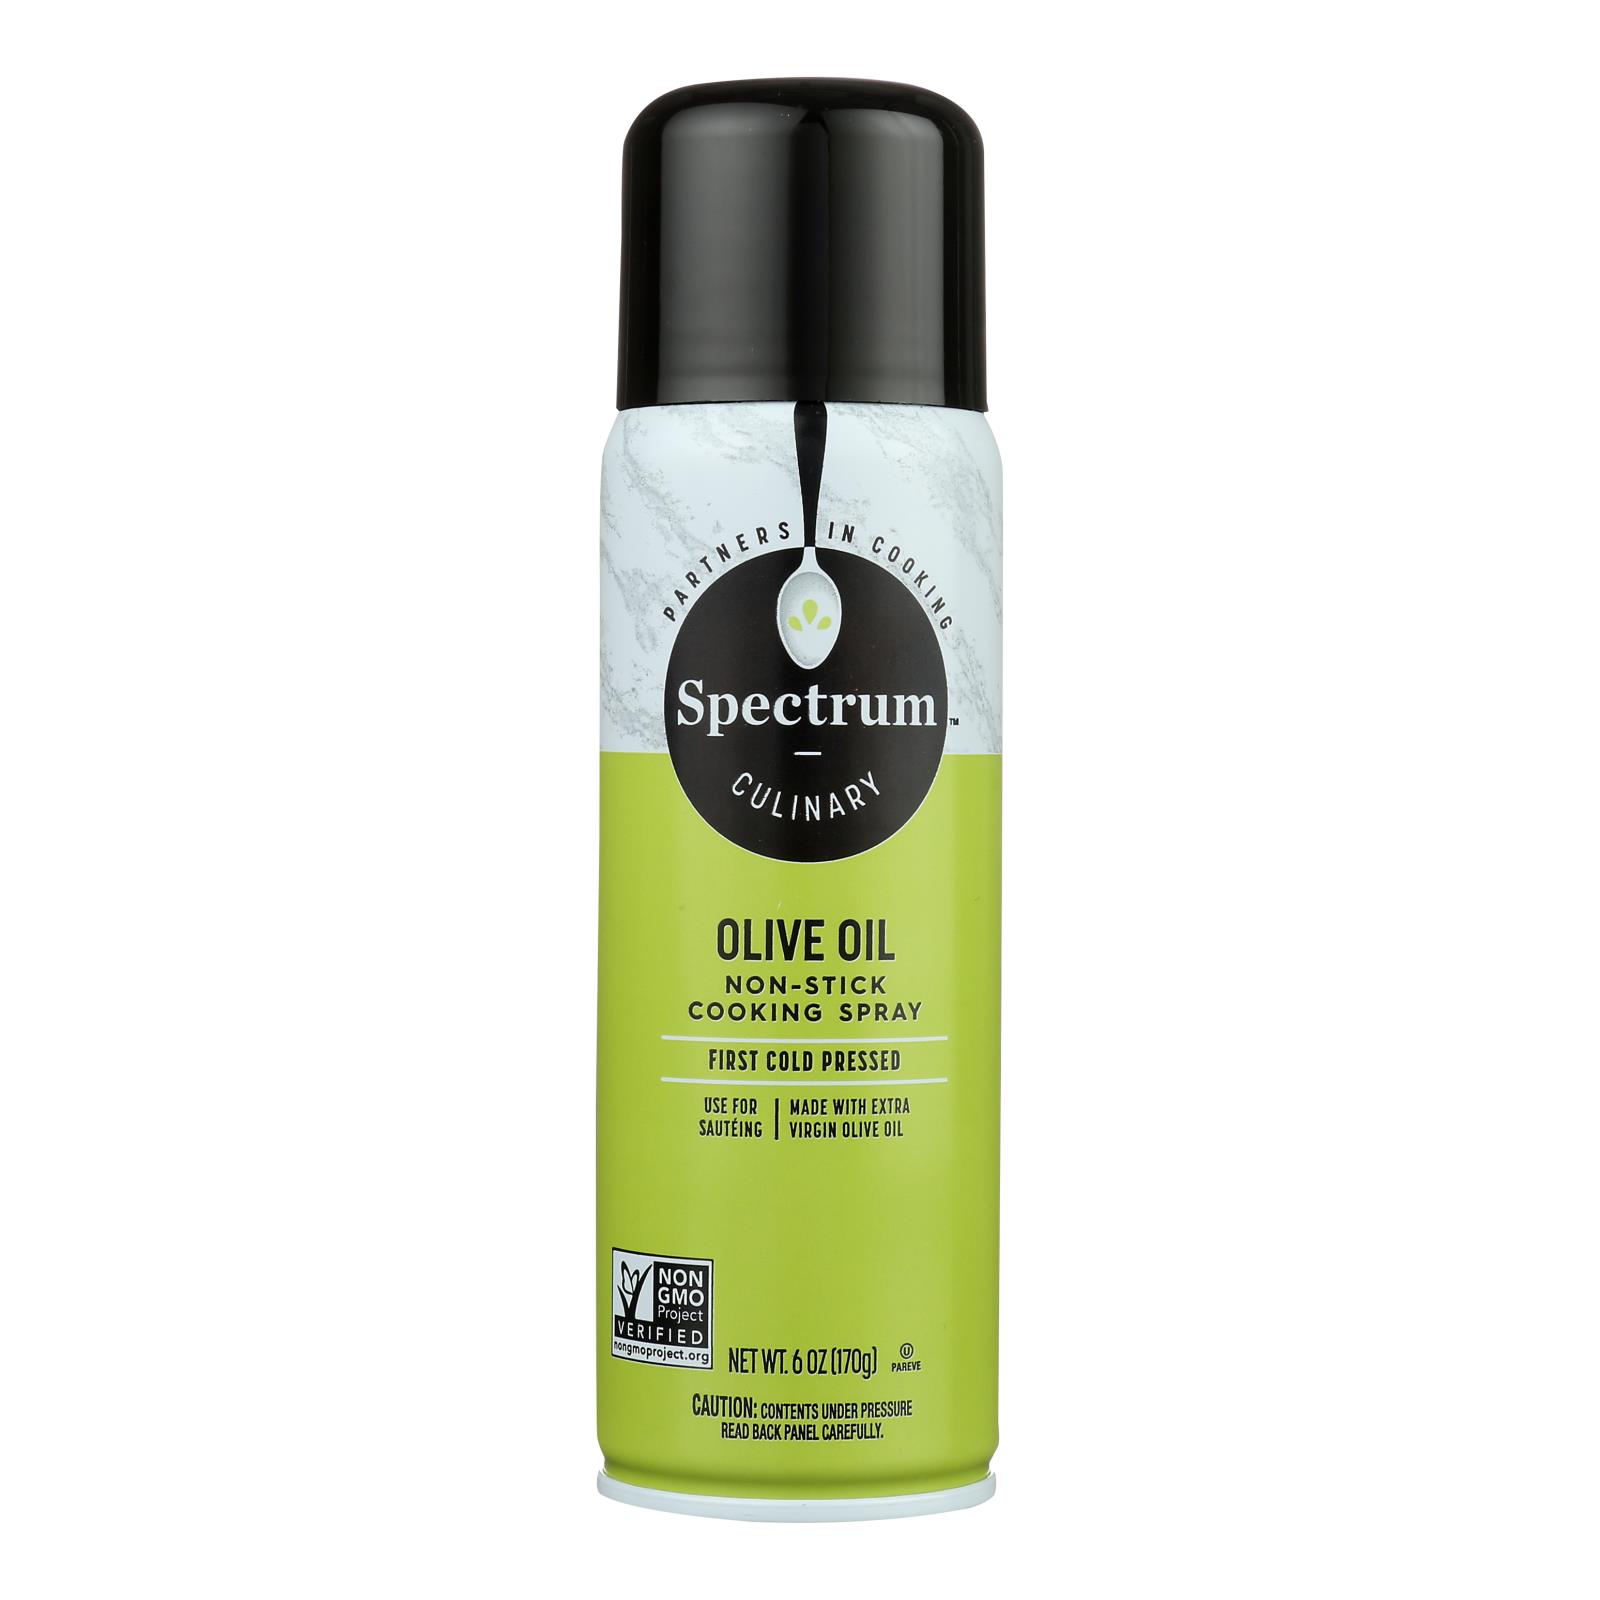 PARTNERS IN COOKING
Spectrum™
CULINARY
OLIVE OIL
NON-STICK
COOKING SPRAY
FIRST COLD PRESSED
USE FOR
SAUTÉING
MADE WITH EXTRA
VIRGIN OLIVE OIL
NON
GMO
Project
VERIFIED
nongmoproject.org
NET WT. 6 OZ (170g)
U
PAREVE
CAUTION: CONTENTS UNDER PRESSURE
READ BACK PANEL CAREFULLY.